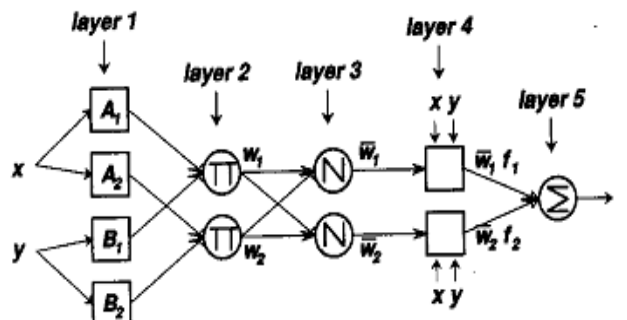 layer 1
layer 4
layer 2
layer 3
layer 5
x y
A₁
w₁
w̅₁
w̅₁ f₁
x
A₂
Π
N
Σ
y
B₁
Π
N
w₂
w̅₂
w̅₂ f₂
B₂
x y